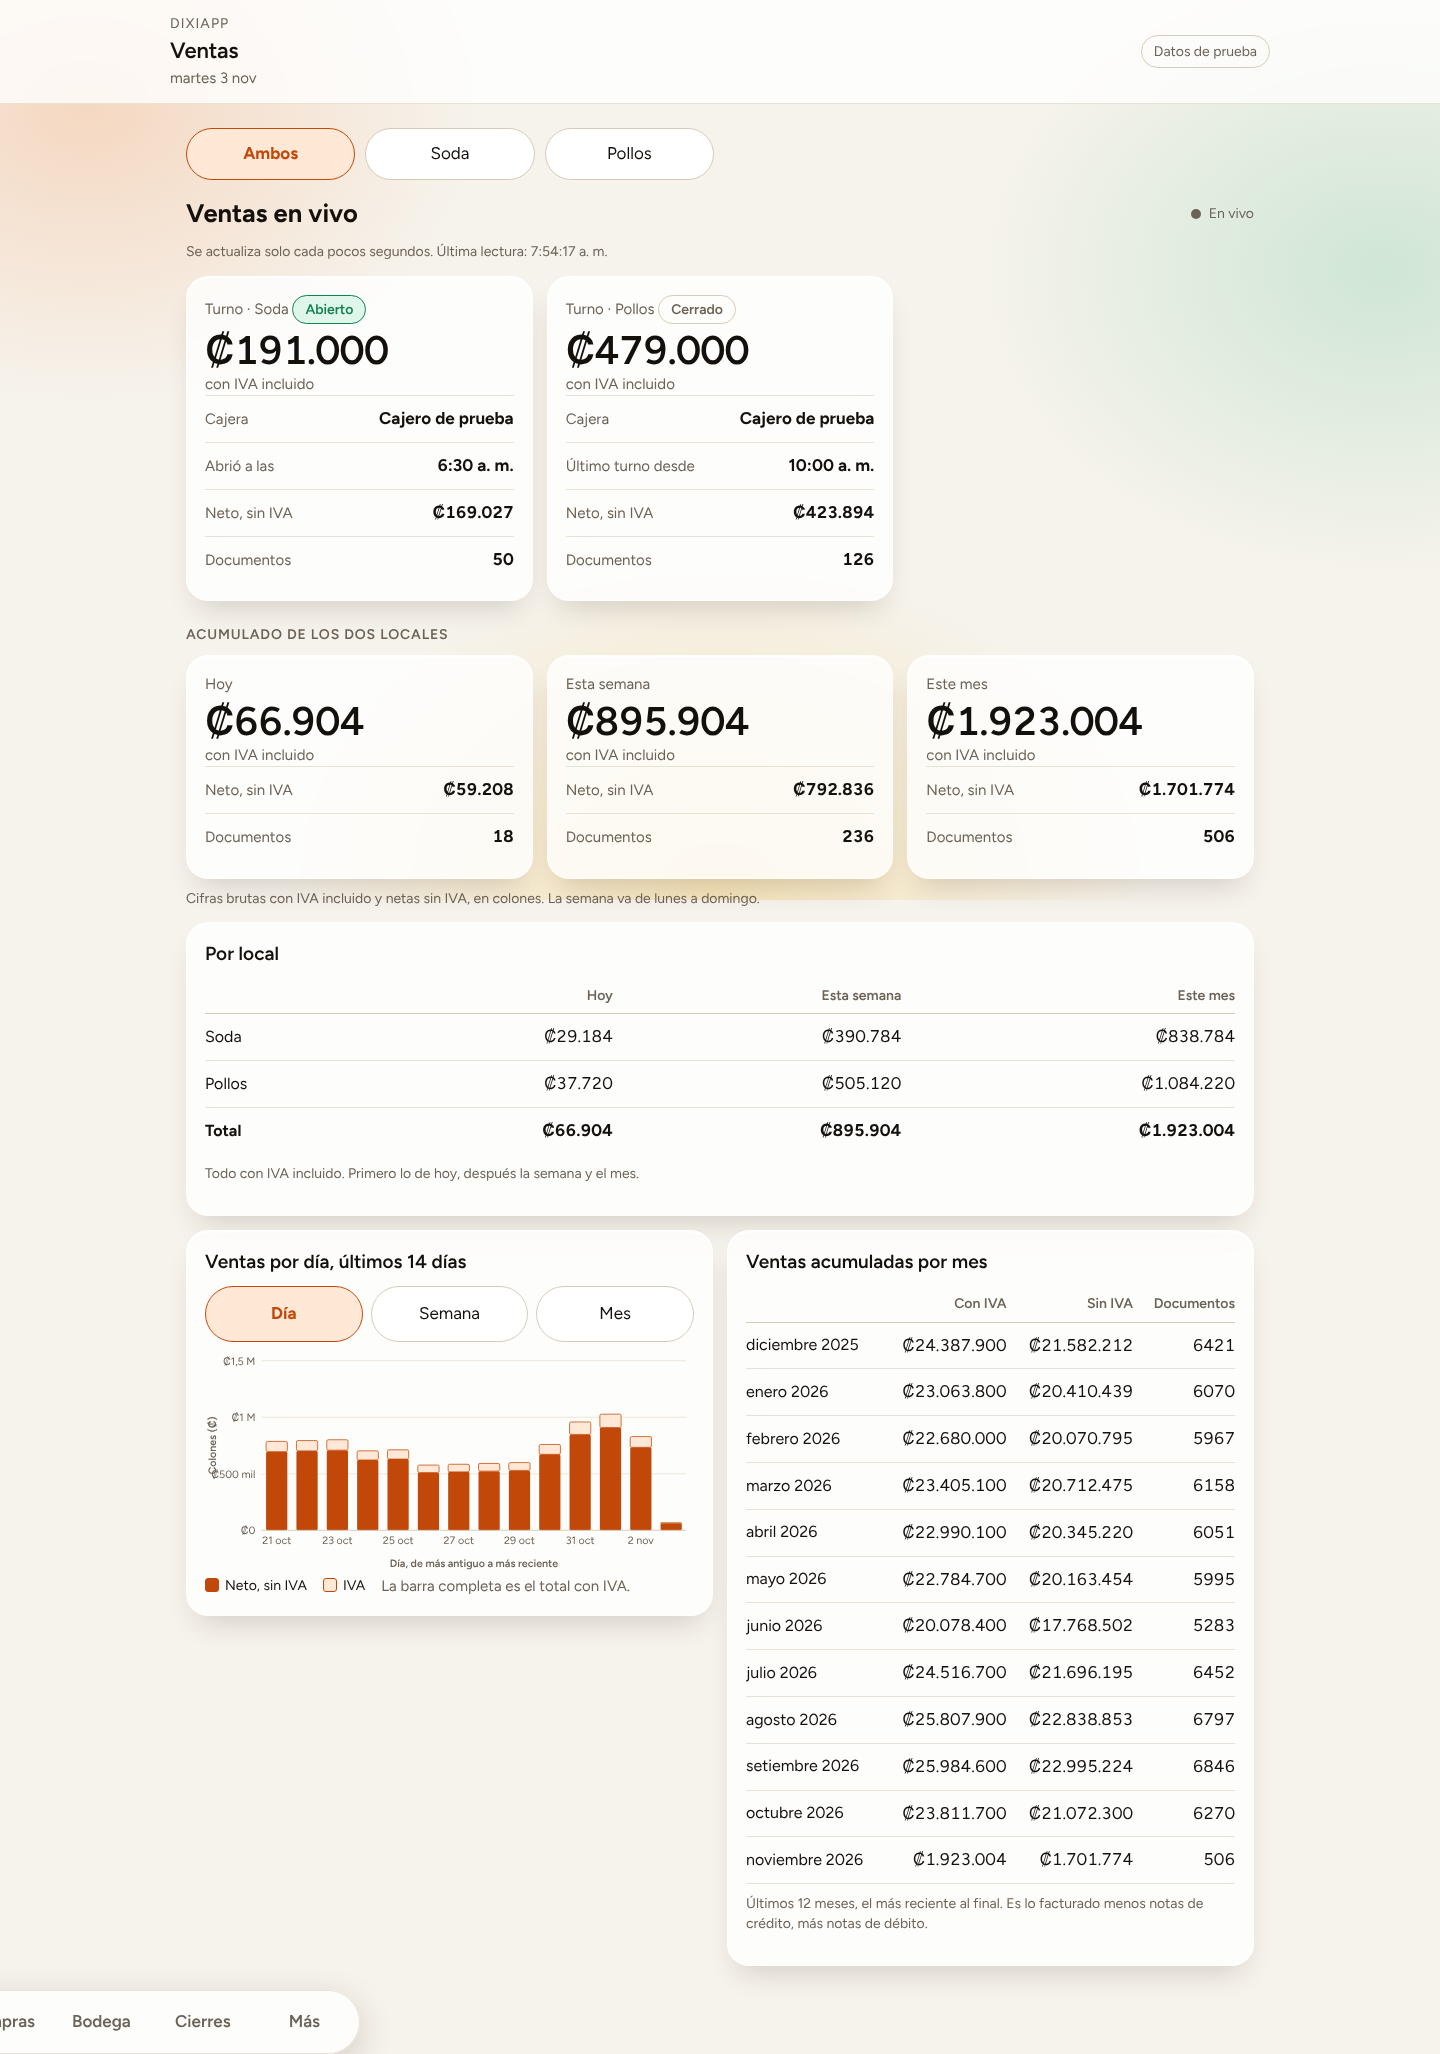 DIXIAPP
Ventas
martes 3 nov
Datos de prueba
Ambos
Soda
Pollos
Ventas en vivo
En vivo
Se actualiza solo cada pocos segundos. Última lectura: 7:54:17 a. m.
Turno · Soda Abierto
₡191.000
con IVA incluido
Cajera Cajero de prueba
Abrió a las 6:30 a. m.
Neto, sin IVA ₡169.027
Documentos 50
Turno · Pollos Cerrado
₡479.000
con IVA incluido
Cajera Cajero de prueba
Último turno desde 10:00 a. m.
Neto, sin IVA ₡423.894
Documentos 126
ACUMULADO DE LOS DOS LOCALES
Hoy
₡66.904
con IVA incluido
Neto, sin IVA ₡59.208
Documentos 18
Esta semana
₡895.904
con IVA incluido
Neto, sin IVA ₡792.836
Documentos 236
Este mes
₡1.923.004
con IVA incluido
Neto, sin IVA ₡1.701.774
Documentos 506
Cifras brutas con IVA incluido y netas sin IVA, en colones. La semana va de lunes a domingo.
Por local
Hoy Esta semana Este mes
Soda ₡29.184 ₡390.784 ₡838.784
Pollos ₡37.720 ₡505.120 ₡1.084.220
Total ₡66.904 ₡895.904 ₡1.923.004
Todo con IVA incluido. Primero lo de hoy, después la semana y el mes.
Ventas por día, últimos 14 días
Día
Semana
Mes
₡1,5 M
₡1 M
₡500 mil
₡0
Colones (₡)
21 oct 23 oct 25 oct 27 oct 29 oct 31 oct 2 nov
Día, de más antiguo a más reciente
Neto, sin IVA IVA La barra completa es el total con IVA.
Ventas acumuladas por mes
Con IVA Sin IVA Documentos
diciembre 2025 ₡24.387.900 ₡21.582.212 6421
enero 2026 ₡23.063.800 ₡20.410.439 6070
febrero 2026 ₡22.680.000 ₡20.070.795 5967
marzo 2026 ₡23.405.100 ₡20.712.475 6158
abril 2026 ₡22.990.100 ₡20.345.220 6051
mayo 2026 ₡22.784.700 ₡20.163.454 5995
junio 2026 ₡20.078.400 ₡17.768.502 5283
julio 2026 ₡24.516.700 ₡21.696.195 6452
agosto 2026 ₡25.807.900 ₡22.838.853 6797
setiembre 2026 ₡25.984.600 ₡22.995.224 6846
octubre 2026 ₡23.811.700 ₡21.072.300 6270
noviembre 2026 ₡1.923.004 ₡1.701.774 506
Últimos 12 meses, el más reciente al final. Es lo facturado menos notas de
crédito, más notas de débito.
pras Bodega Cierres Más